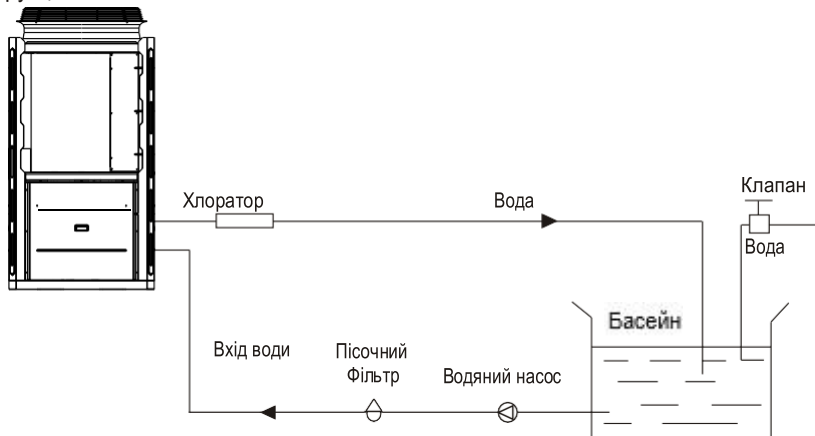 Хлоратор
Вода
Клапан
Вода
Басейн
Вхід води
Пісочний
Фільтр
Водяний насос